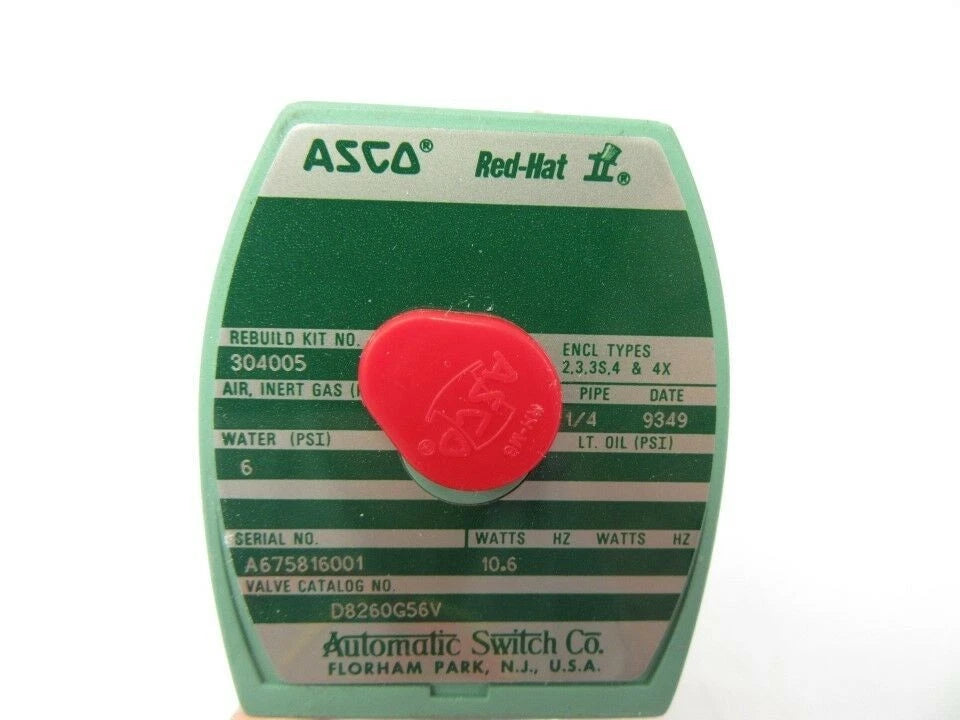 ASCO® Red-Hat II®
REBUILD KIT NO.
304005
ENCL TYPES
2,3,3S,4 & 4X
AIR, INERT GAS
PIPE DATE
1/4 9349
WATER (PSI)
LT. OIL (PSI)
6
ASCO®
SERIAL NO. WATTS HZ WATTS HZ
A675816001 10.6
VALVE CATALOG NO.
D8260G56V
Automatic Switch Co.
FLORHAM PARK, N.J., U.S.A.